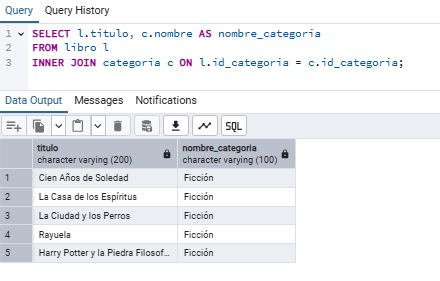 Query Query History
1 SELECT l.titulo, c.nombre AS nombre_categoria
2 FROM libro l
3 INNER JOIN categoria c ON l.id_categoria = c.id_categoria;
Data Output Messages Notifications
SQL
titulo nombre_categoria
character varying (200) character varying (100)
1 Cien Años de Soledad Ficción
2 La Casa de los Espíritus Ficción
3 La Ciudad y los Perros Ficción
4 Rayuela Ficción
5 Harry Potter y la Piedra Filosof... Ficción